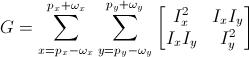 G = \sum_{x=p_x-\omega_x}^{p_x+\omega_x} \sum_{y=p_y-\omega_y}^{p_y+\omega_y} \begin{bmatrix} I_x^2 & I_x I_y \\ I_x I_y & I_y^2 \end{bmatrix}